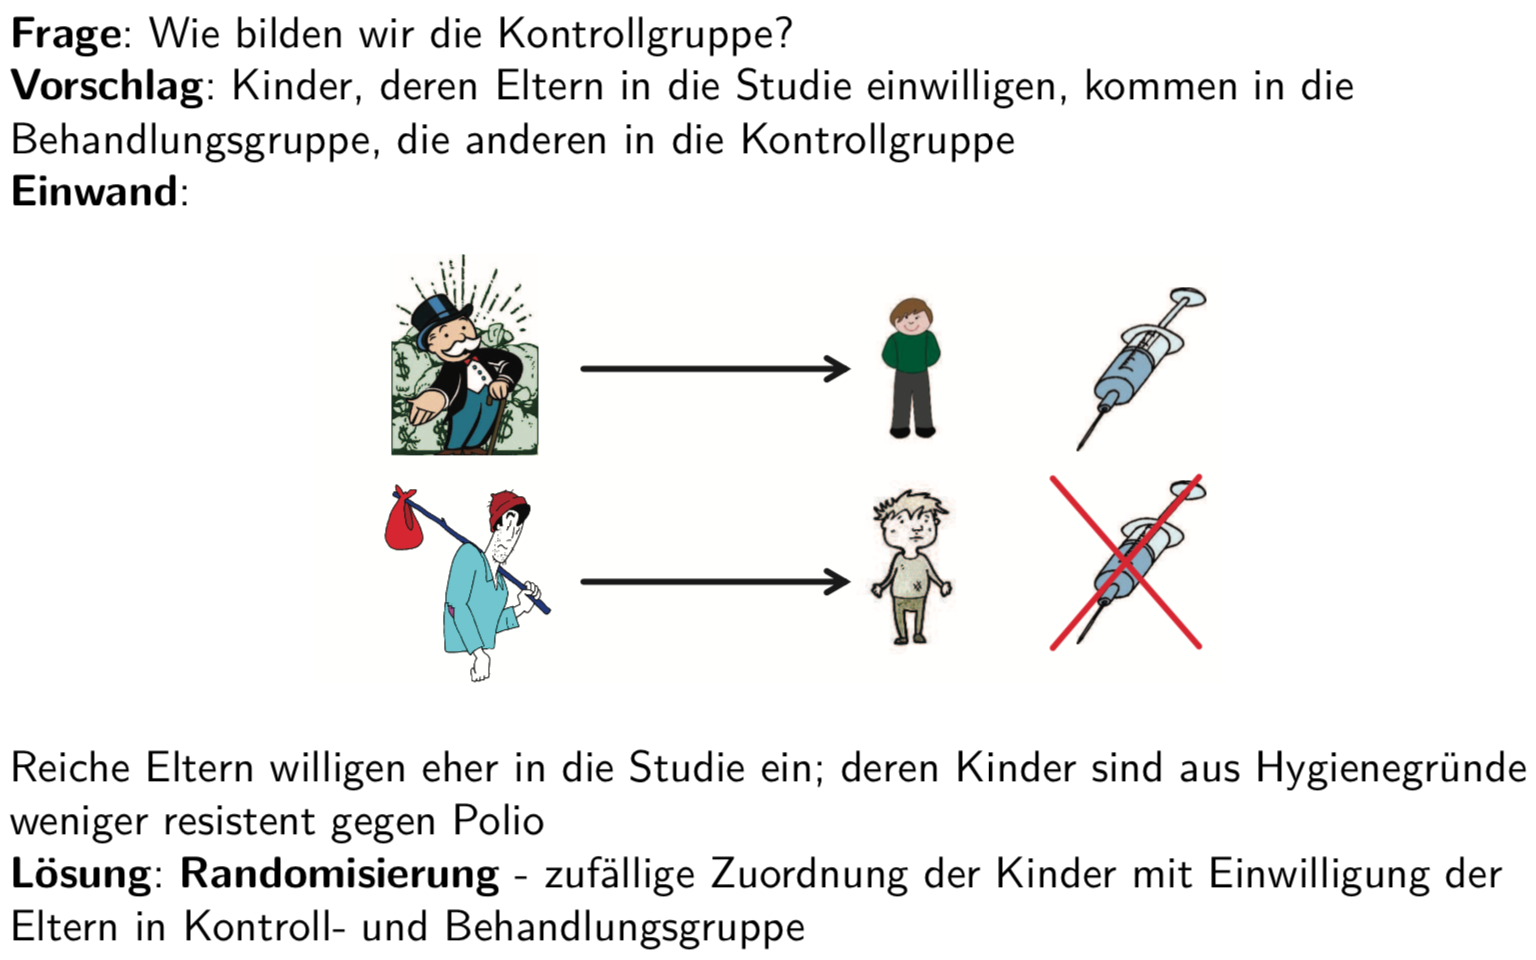 Frage: Wie bilden wir die Kontrollgruppe?
Vorschlag: Kinder, deren Eltern in die Studie einwilligen, kommen in die
Behandlungsgruppe, die anderen in die Kontrollgruppe
Einwand:
Reiche Eltern willigen eher in die Studie ein; deren Kinder sind aus Hygienegründe
weniger resistent gegen Polio
Lösung: Randomisierung - zufällige Zuordnung der Kinder mit Einwilligung der
Eltern in Kontroll- und Behandlungsgruppe